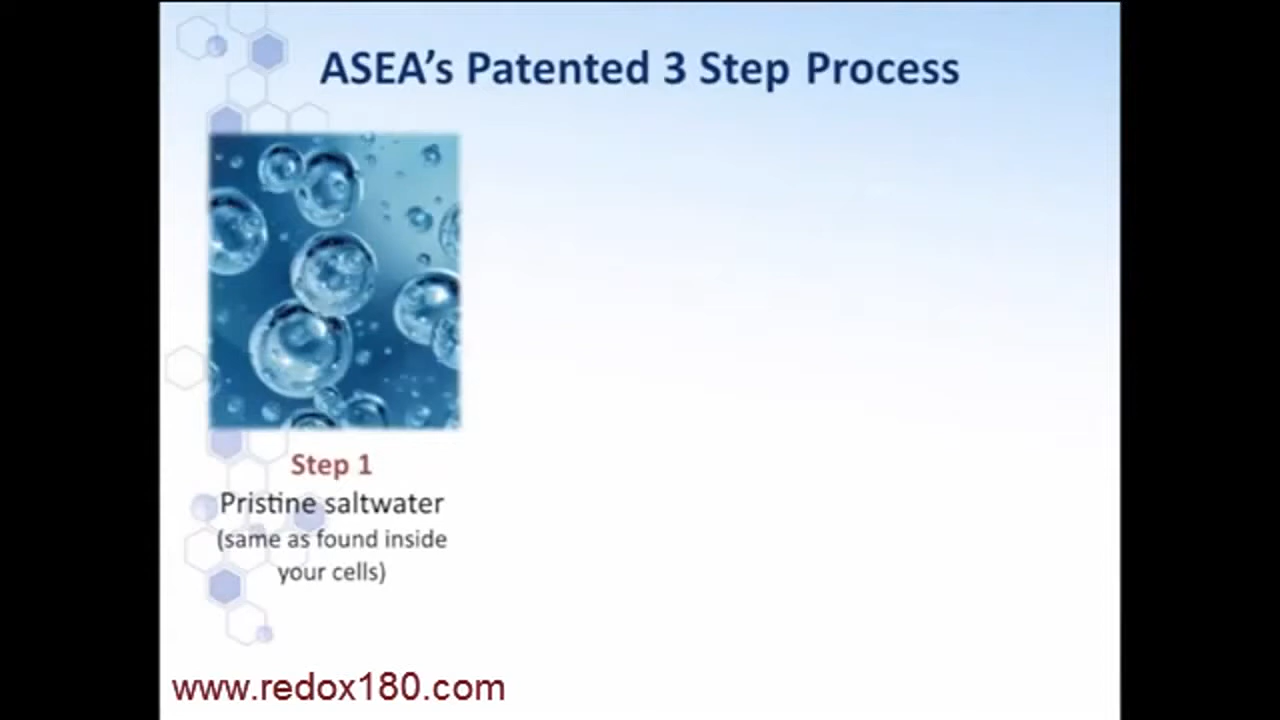 ASEA's Patented 3 Step Process
Step 1
Pristine saltwater
(same as found inside
your cells)
www.redox180.com